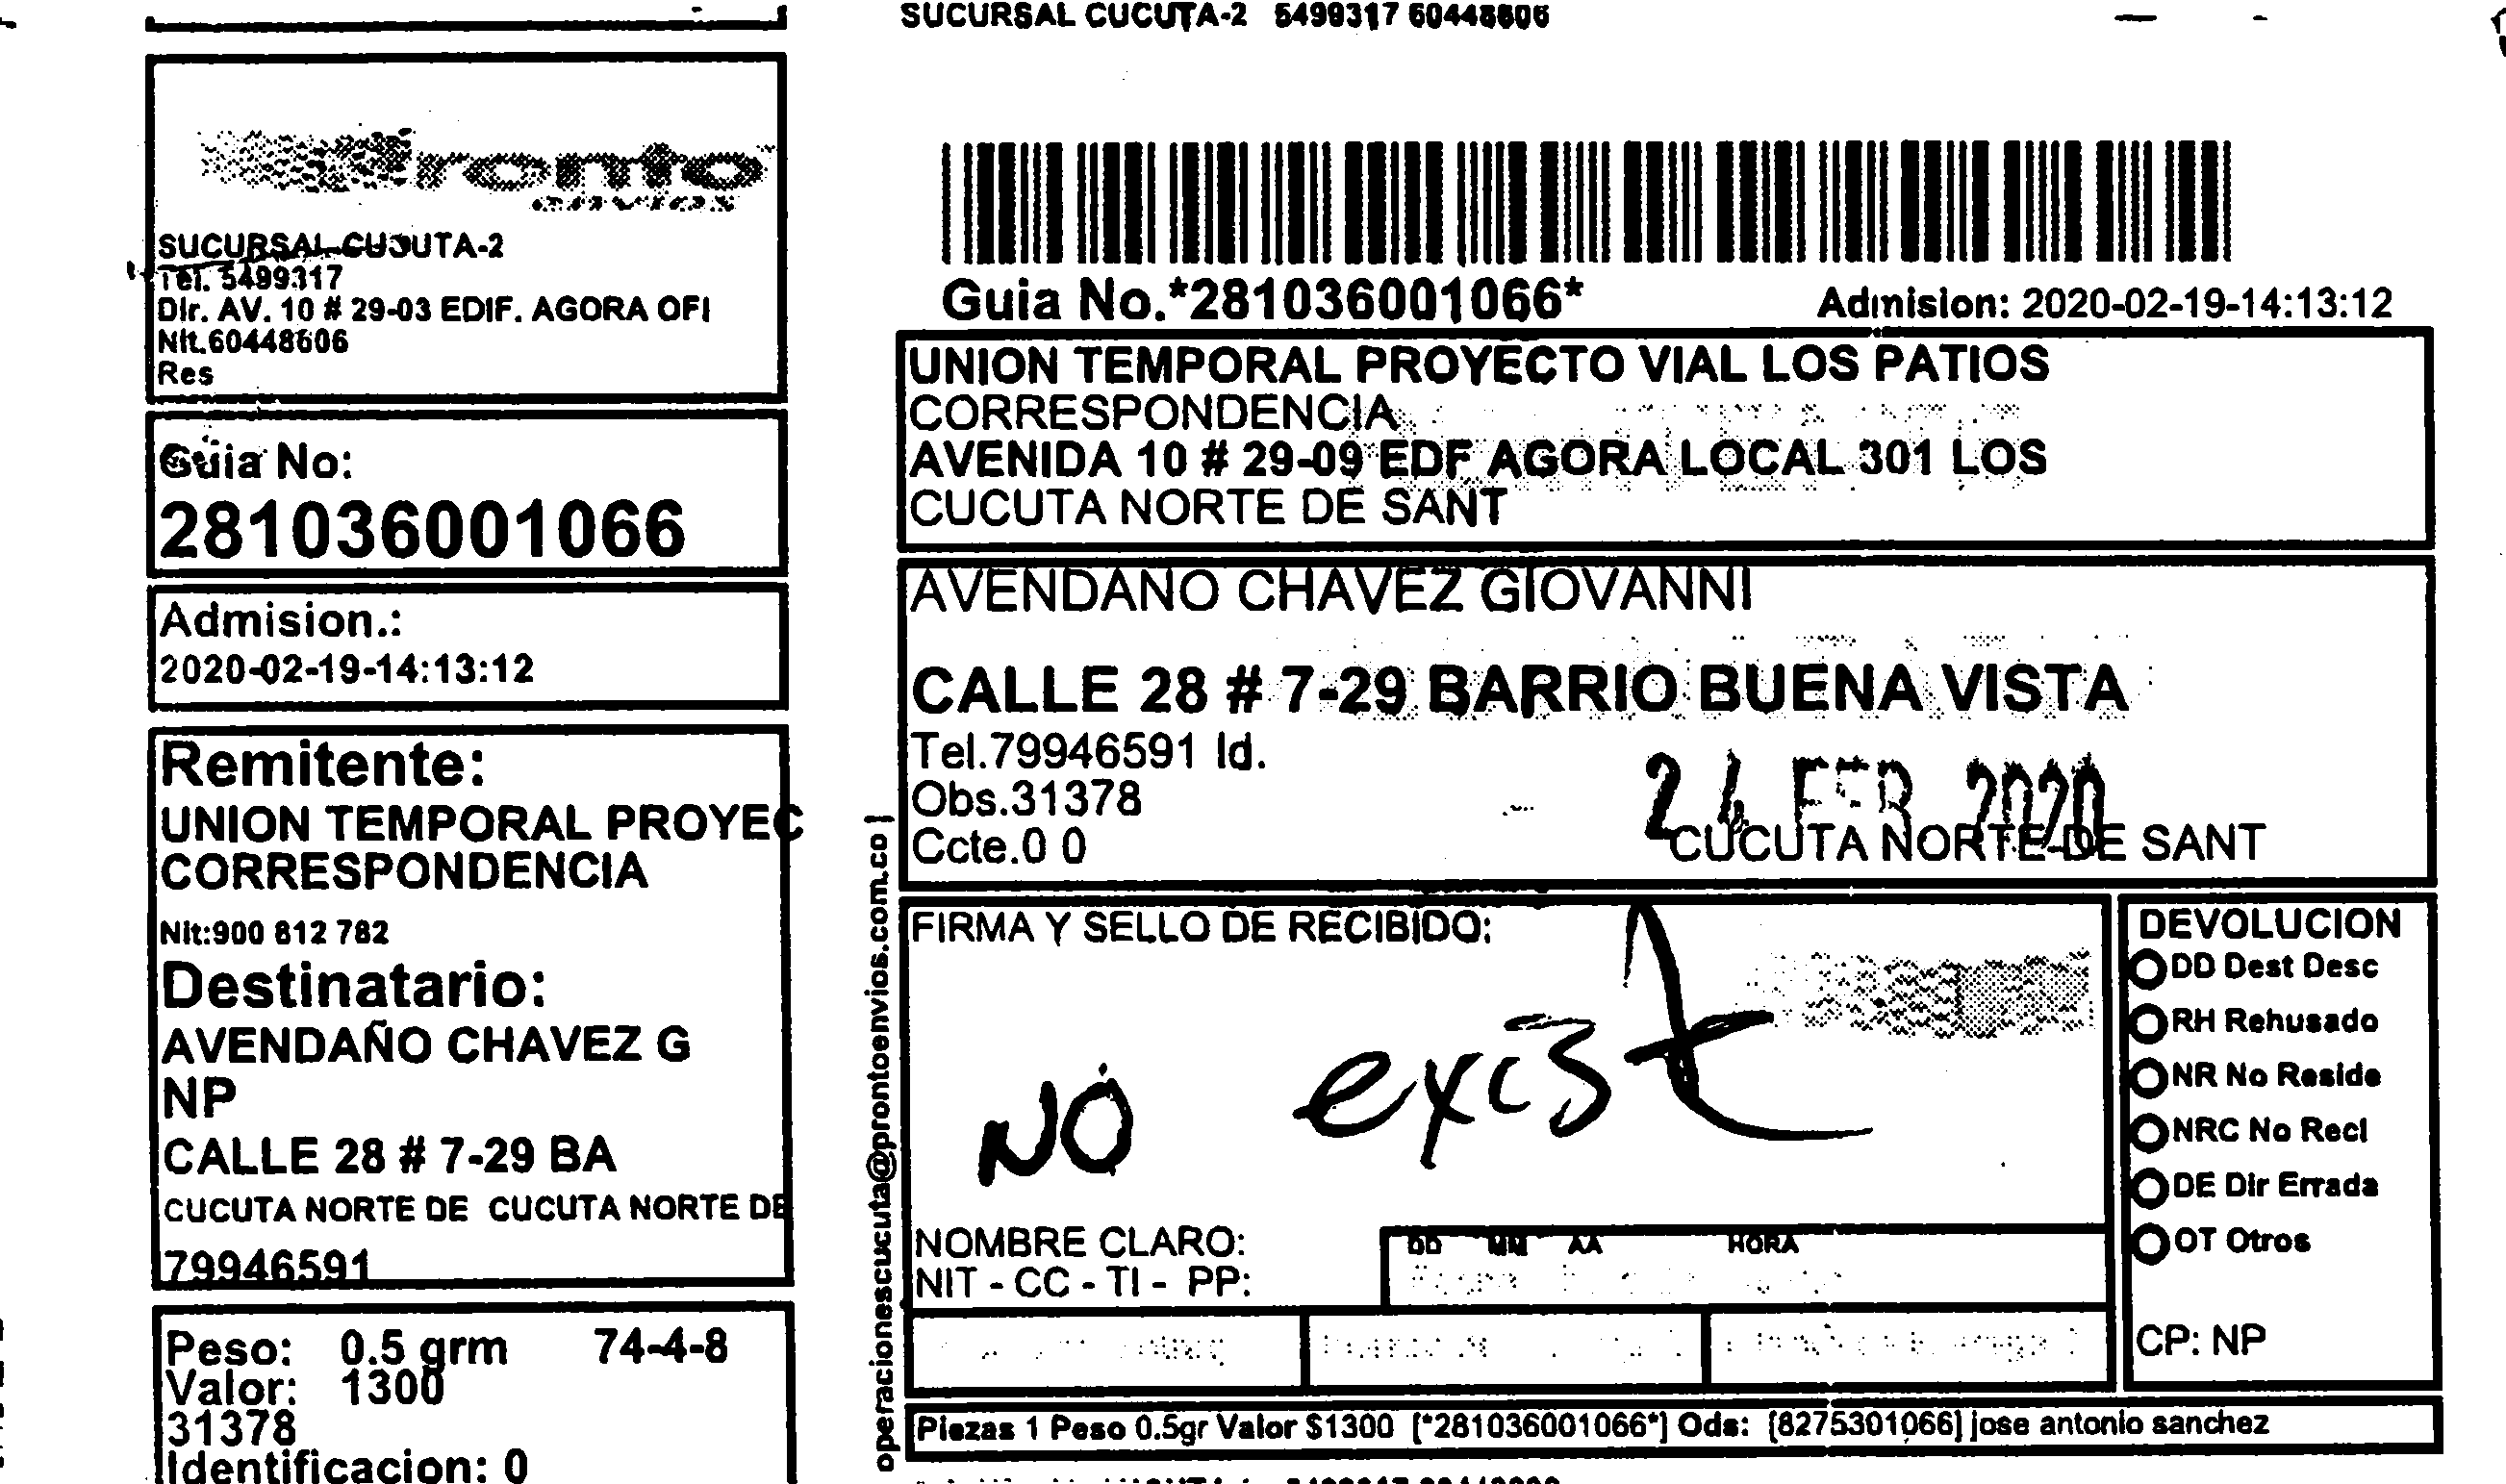 SUCURSAL CUCUTA-2 5499317 60448606
pronto
envios
SUCURSAL CUCUTA-2
Tel. 5499317
Dir. AV. 10 # 29-03 EDIF. AGORA OFI
Nit.60448606
Res
Guia No:
281036001066
Admision.:
2020-02-19-14:13:12
Remitente:
UNION TEMPORAL PROYEC
CORRESPONDENCIA
Nit:900 812 782
Destinatario:
AVENDAÑO CHAVEZ G
NP
CALLE 28 # 7-29 BA
CUCUTA NORTE DE CUCUTA NORTE DE
79946591
Peso: 0.5 grm 74-4-8
Valor: 1300
31378
Identificacion: 0
operacionescucuta@prontoenvios.com.co
Guia No.*281036001066*
Admision: 2020-02-19-14:13:12
UNION TEMPORAL PROYECTO VIAL LOS PATIOS
CORRESPONDENCIA
AVENIDA 10 # 29-09 EDF AGORA LOCAL 301 LOS
CUCUTA NORTE DE SANT
AVENDAÑO CHAVEZ GIOVANNI
CALLE 28 # 7-29 BARRIO BUENA VISTA
Tel.79946591 Id.
Obs.31378
Ccte.0 0
24 FEB 2020
CUCUTA NORTE DE SANT
FIRMA Y SELLO DE RECIBIDO:
NO exist
NOMBRE CLARO:
NIT - CC - TI - PP:
DD MM AA HORA
DEVOLUCION
DD Dest Desc
RH Rehusado
NR No Reside
NRC No Recl
DE Dir Errada
OT Otros
CP: NP
Piezas 1 Peso 0.5gr Valor $1300 [*281036001066*] Ods: [8275301066] jose antonio sanchez